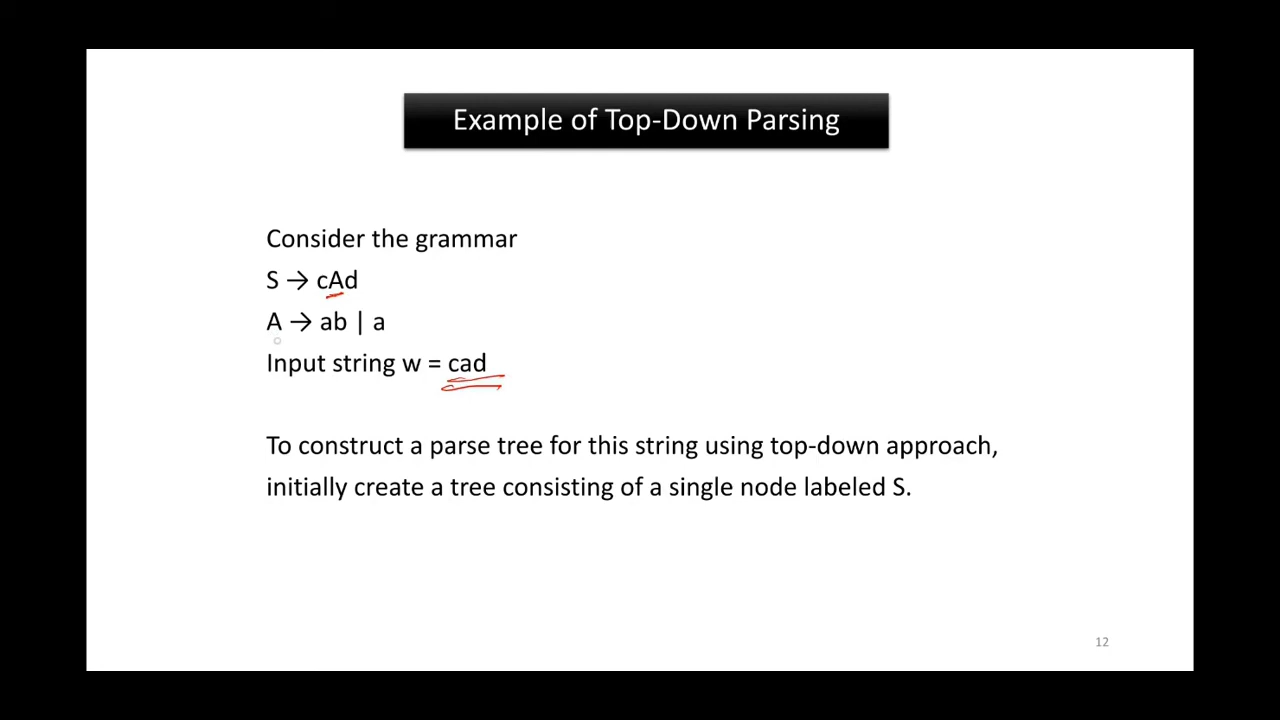 Example of Top-Down Parsing
Consider the grammar
S → cAd
A → ab | a
Input string w = cad
To construct a parse tree for this string using top-down approach,
initially create a tree consisting of a single node labeled S.
12